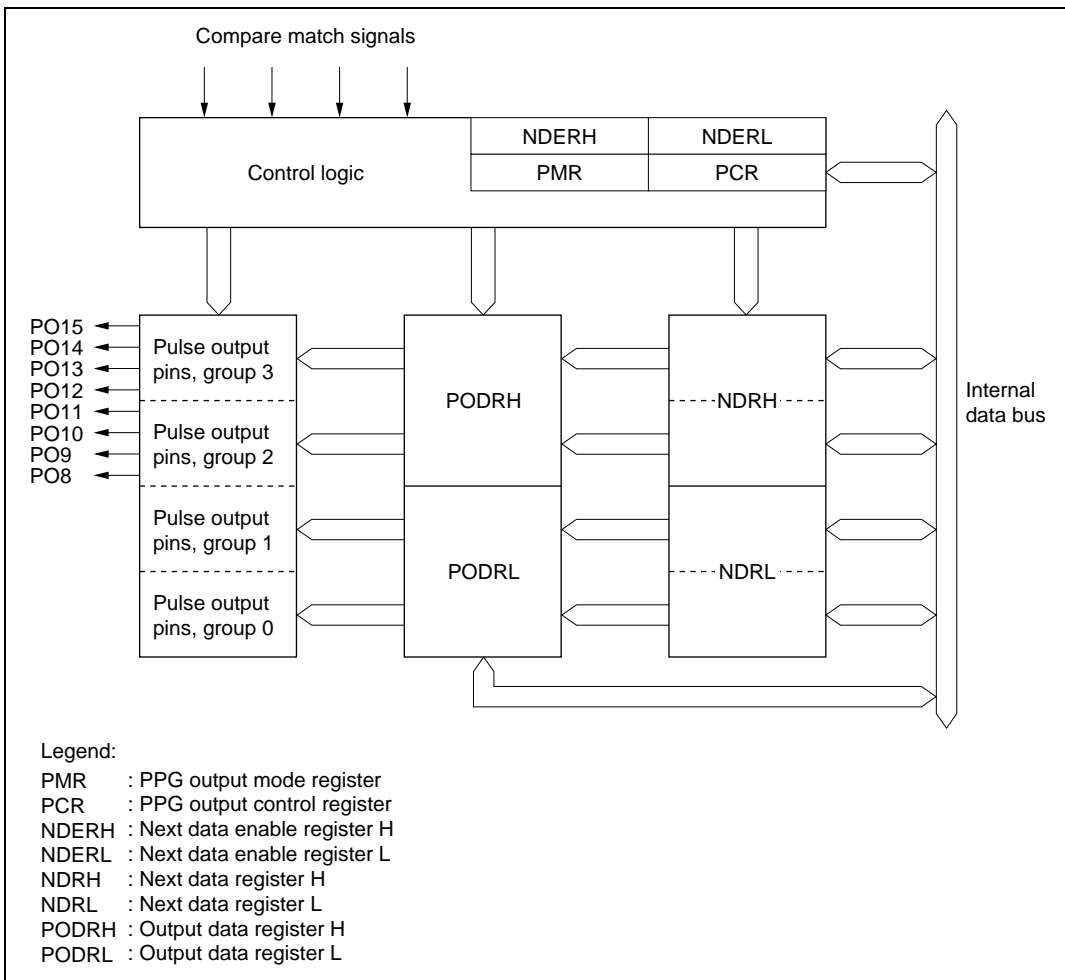 Compare match signals
NDERH NDERL
Control logic PMR PCR
PO15
PO14
PO13
PO12
PO11
PO10
PO9
PO8
Pulse output
pins, group 3
Pulse output
pins, group 2
Pulse output
pins, group 1
Pulse output
pins, group 0
PODRH
PODRL
NDRH
NDRL
Internal
data bus
Legend:
PMR : PPG output mode register
PCR : PPG output control register
NDERH : Next data enable register H
NDERL : Next data enable register L
NDRH : Next data register H
NDRL : Next data register L
PODRH : Output data register H
PODRL : Output data register L